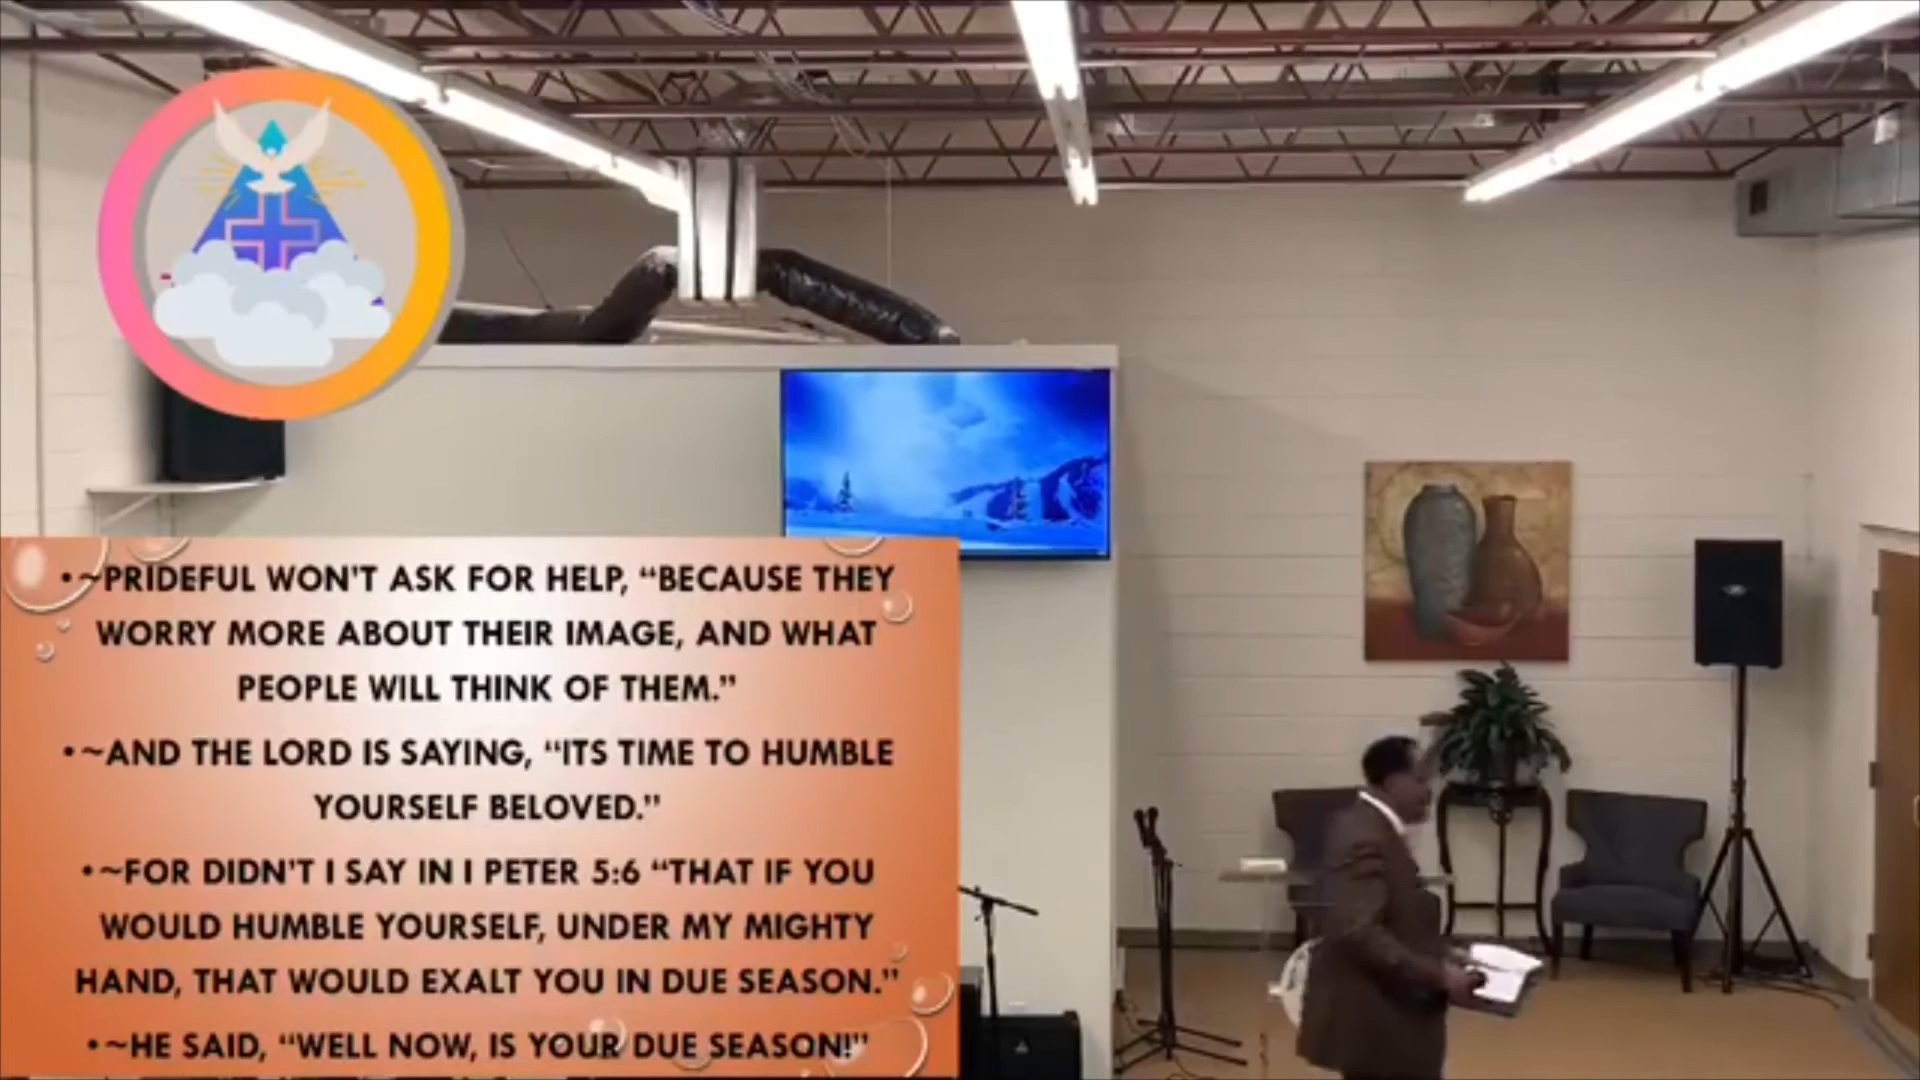 •~PRIDEFUL WON'T ASK FOR HELP, “BECAUSE THEY
WORRY MORE ABOUT THEIR IMAGE, AND WHAT
PEOPLE WILL THINK OF THEM.”
•~AND THE LORD IS SAYING, “ITS TIME TO HUMBLE
YOURSELF BELOVED.”
•~FOR DIDN'T I SAY IN I PETER 5:6 “THAT IF YOU
WOULD HUMBLE YOURSELF, UNDER MY MIGHTY
HAND, THAT WOULD EXALT YOU IN DUE SEASON.”
•~HE SAID, “WELL NOW, IS YOUR DUE SEASON!”